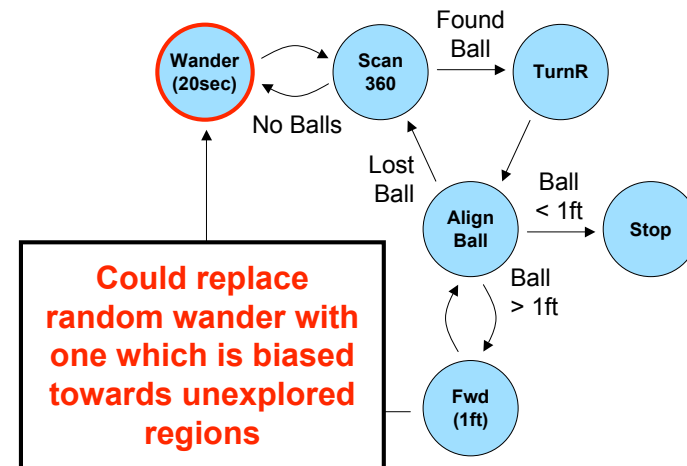 Wander
(20sec)
Scan
360
Found
Ball
TurnR
No Balls
Lost
Ball
Align
Ball
Ball
< 1ft
Stop
Ball
> 1ft
Fwd
(1ft)
Could replace
random wander with
one which is biased
towards unexplored
regions